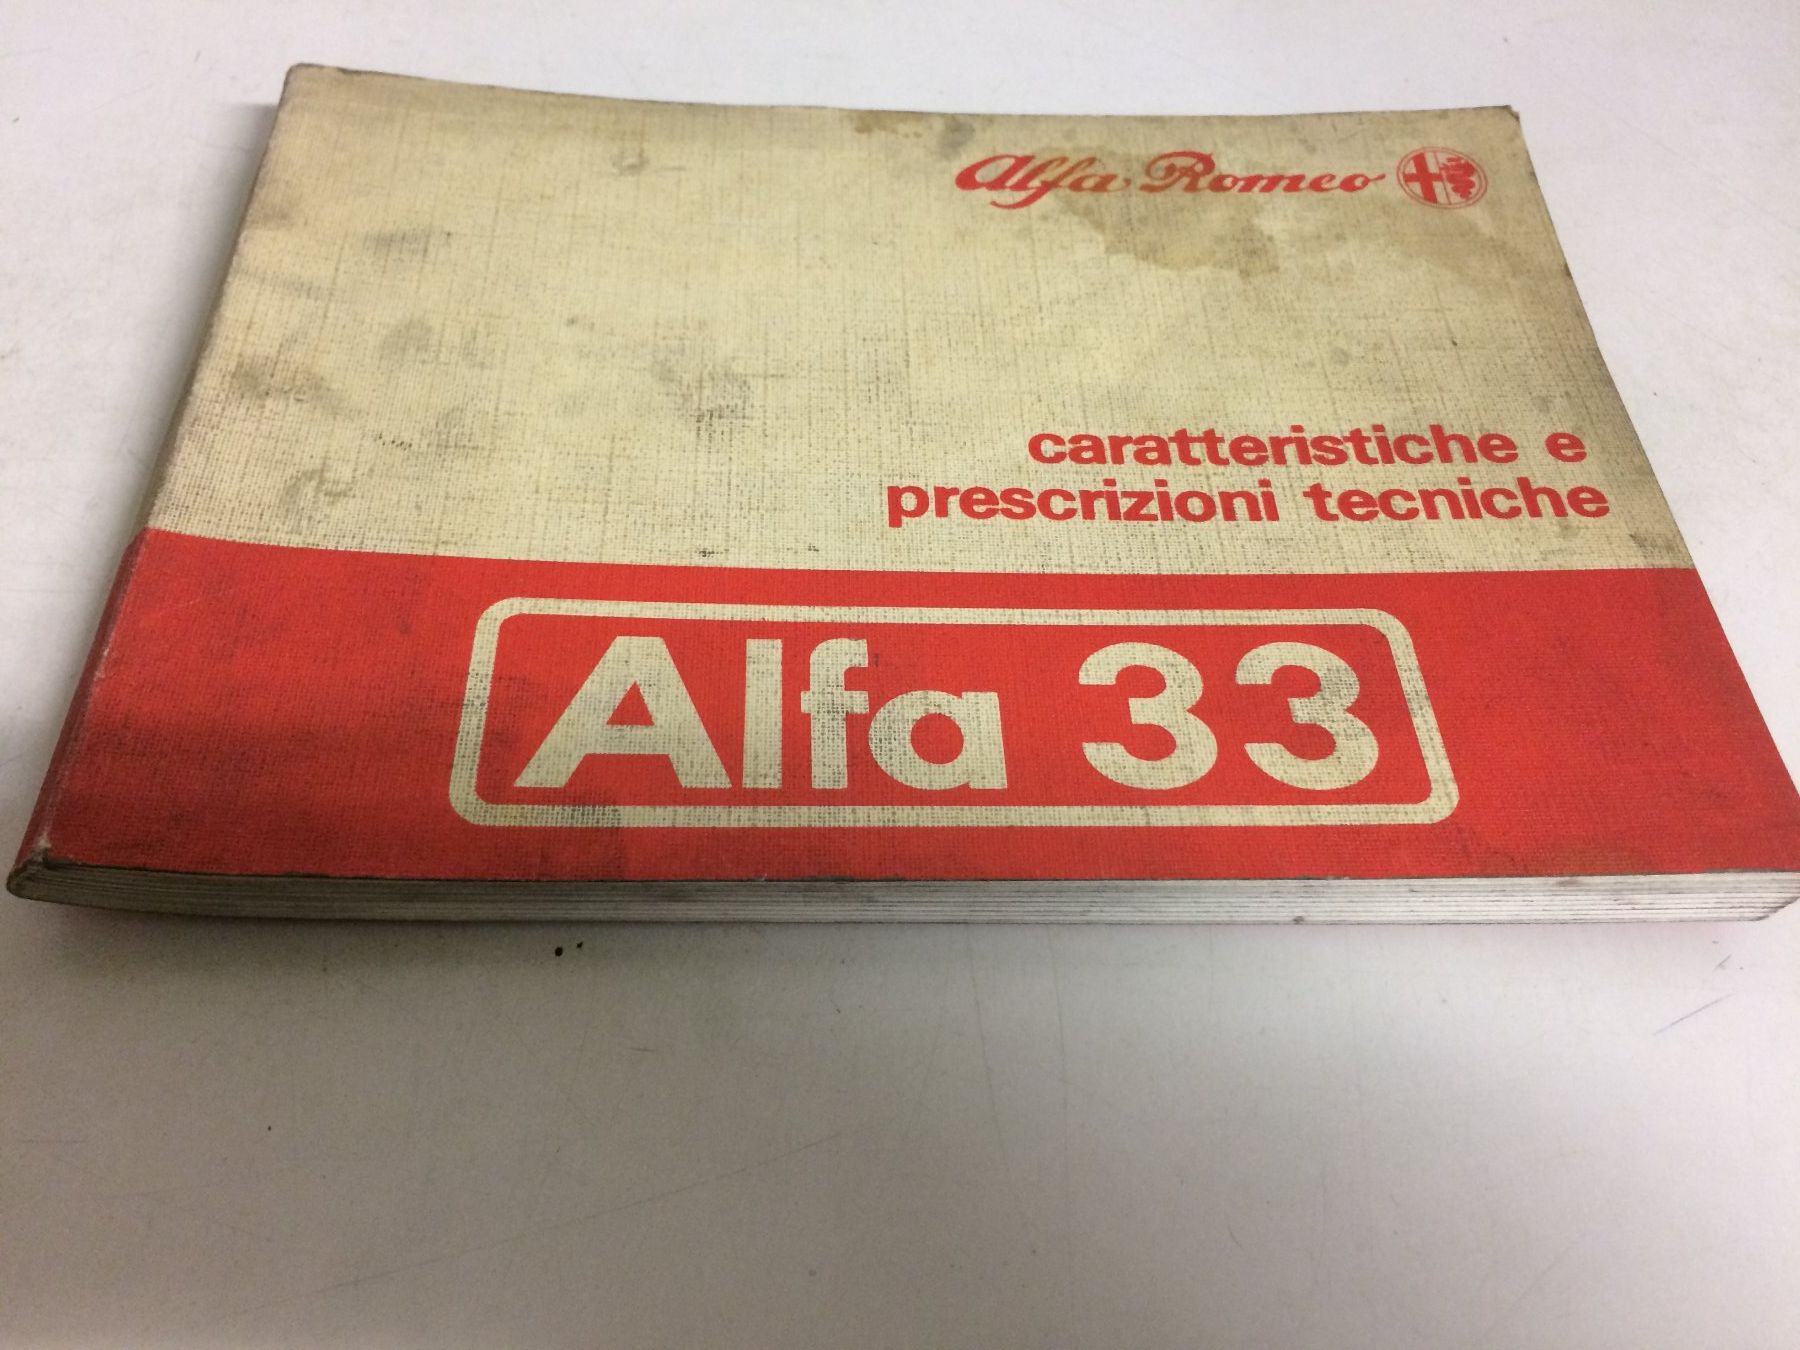 Alfa Romeo
caratteristiche e
prescrizioni tecniche
Alfa 33